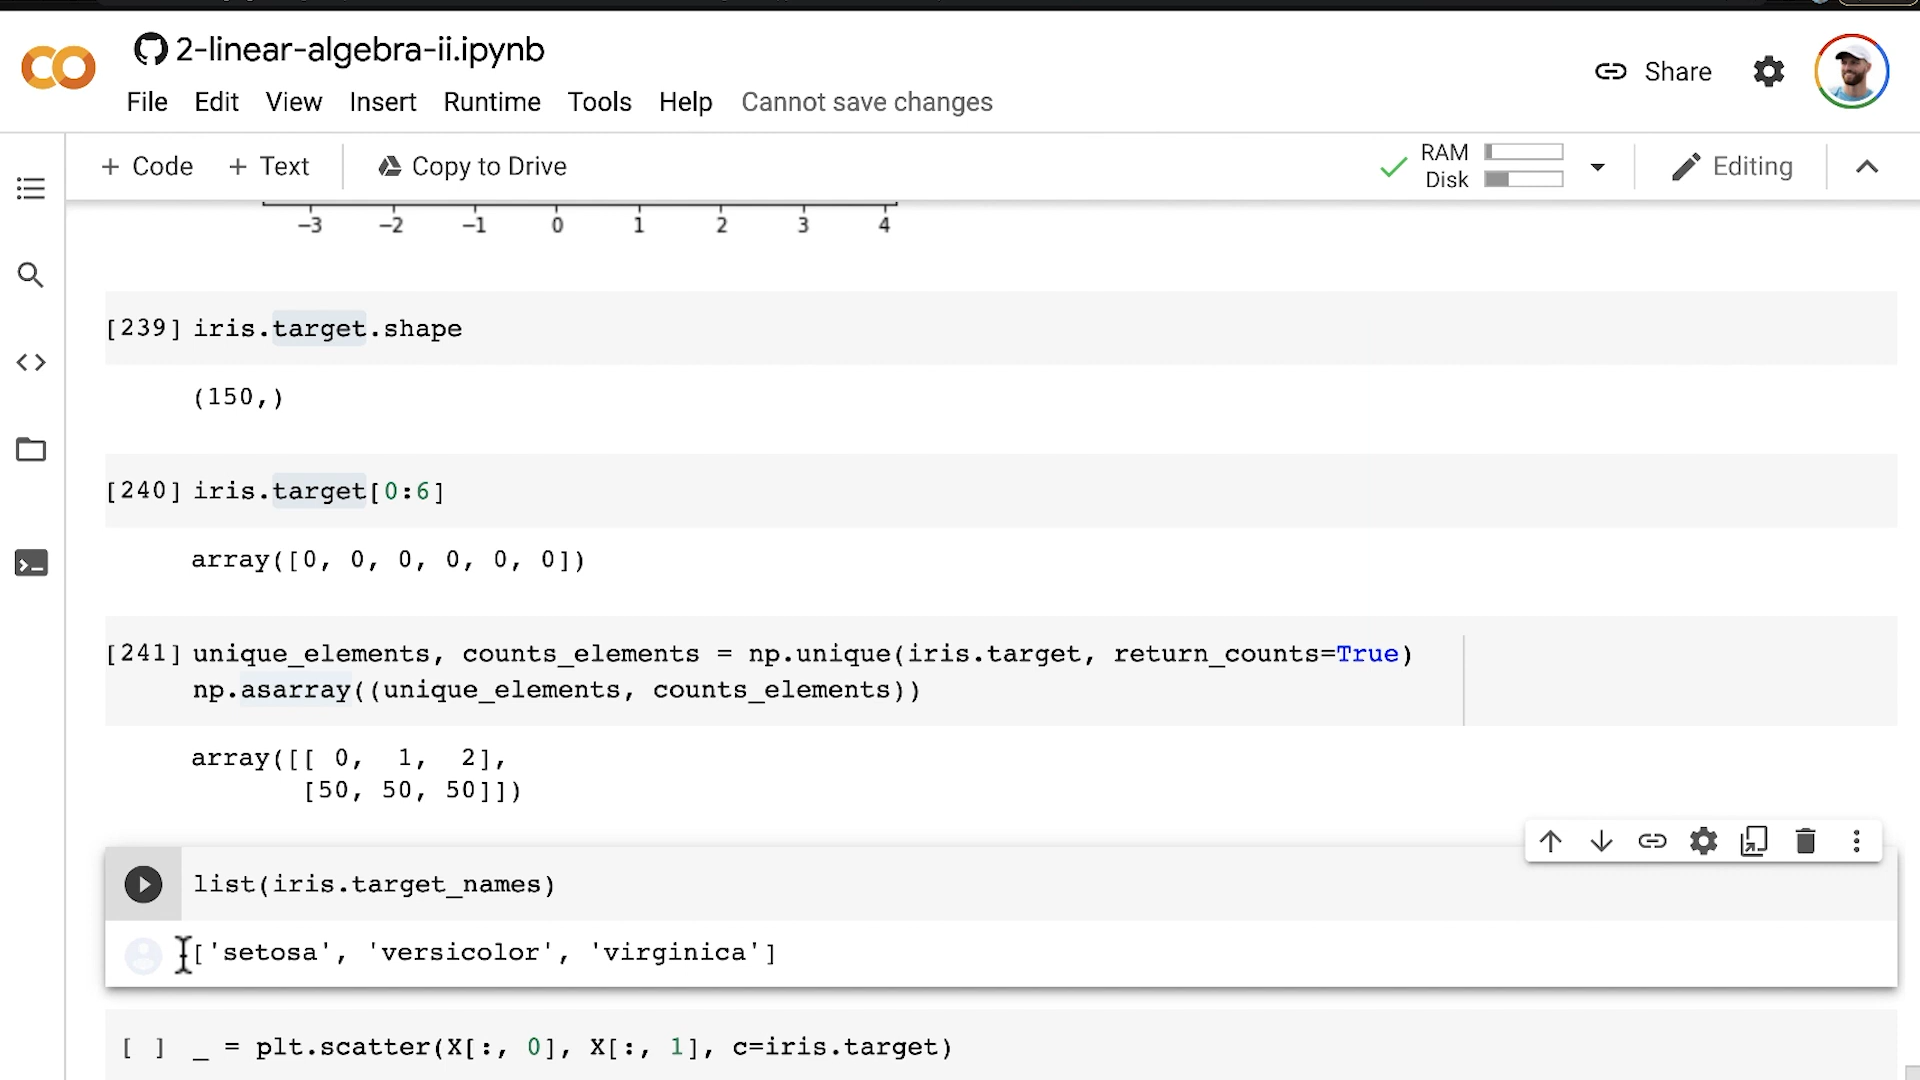 2-linear-algebra-ii.ipynb
File Edit View Insert Runtime Tools Help Cannot save changes
Share
+ Code + Text Copy to Drive
RAM
Disk
Editing
−3 −2 −1 0 1 2 3 4
[239] iris.target.shape
(150,)
[240] iris.target[0:6]
array([0, 0, 0, 0, 0, 0])
[241] unique_elements, counts_elements = np.unique(iris.target, return_counts=True)
np.asarray((unique_elements, counts_elements))
array([[ 0, 1, 2],
[50, 50, 50]])
list(iris.target_names)
['setosa', 'versicolor', 'virginica']
[ ] _ = plt.scatter(X[:, 0], X[:, 1], c=iris.target)